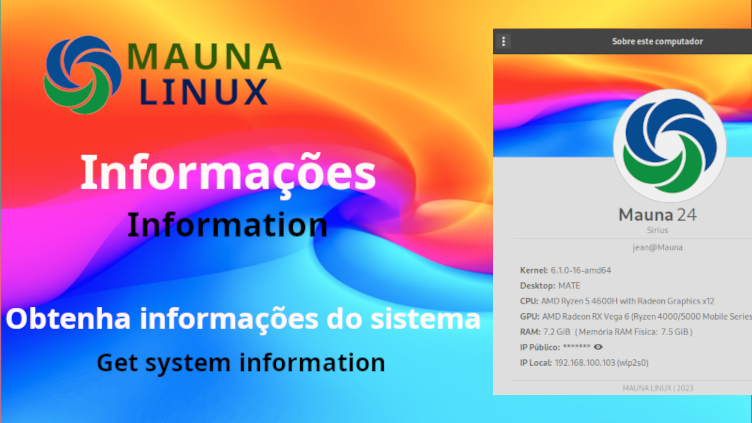 MAUNA
LINUX
Informações
Information
Obtenha informações do sistema
Get system information
Sobre este computador
Mauna 24
Sirius
jean@Mauna
Kernel: 6.1.0-16-amd64
Desktop: MATE
CPU: AMD Ryzen 5 4600H with Radeon Graphics x12
GPU: AMD Radeon RX Vega 6 (Ryzen 4000/5000 Mobile Series
RAM: 7.2 GiB ( Memória RAM Física: 7.5 GiB )
IP Público: *******
IP Local: 192.168.100.103 (wlp2s0)
MAUNA LINUX | 2023